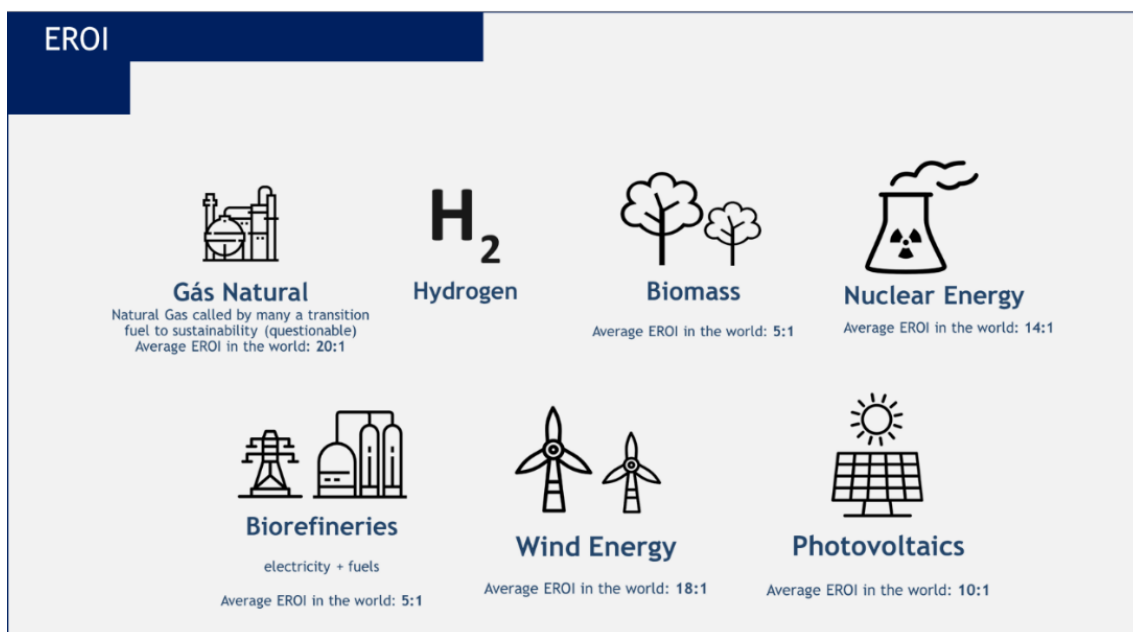 EROI
H2
Gás Natural
Natural Gas called by many a transition
fuel to sustainability (questionable)
Average EROI in the world: 20:1
Hydrogen
Biomass
Average EROI in the world: 5:1
Nuclear Energy
Average EROI in the world: 14:1
Biorefineries
electricity + fuels
Average EROI in the world: 5:1
Wind Energy
Average EROI in the world: 18:1
Photovoltaics
Average EROI in the world: 10:1